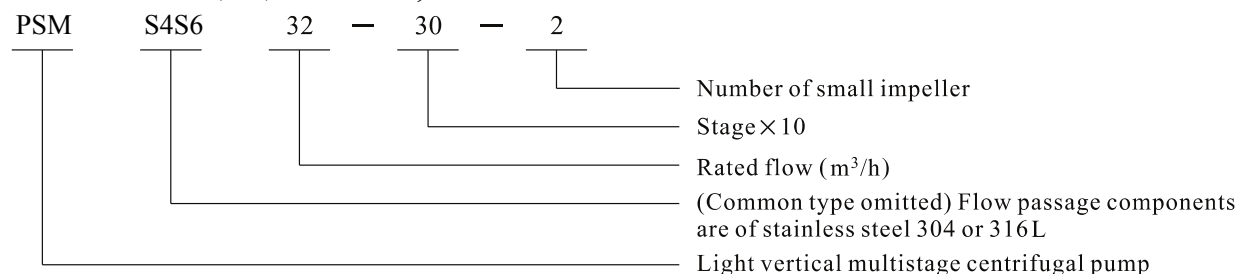 PSM S4S6 32 — 30 — 2
Number of small impeller
Stage×10
Rated flow (m³/h)
(Common type omitted) Flow passage components
are of stainless steel 304 or 316L
Light vertical multistage centrifugal pump